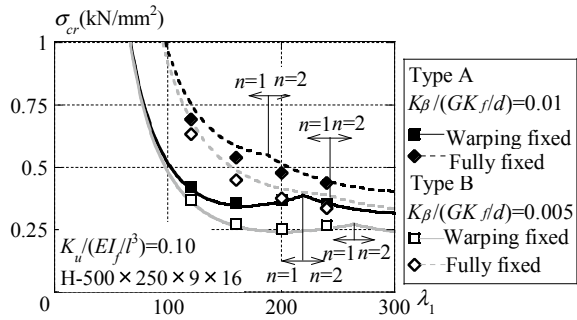 σcr(kN/mm²)
1
0.75
0.5
0.25
0
100
200
300
λ1
n=1 n=2
n=1 n=2
n=1 n=2
n=1 n=2
Ku/(EIf/l³)=0.10
H-500×250×9×16
Type A
Kβ/(GKf/d)=0.01
Warping fixed
Fully fixed
Type B
Kβ/(GKf/d)=0.005
Warping fixed
Fully fixed